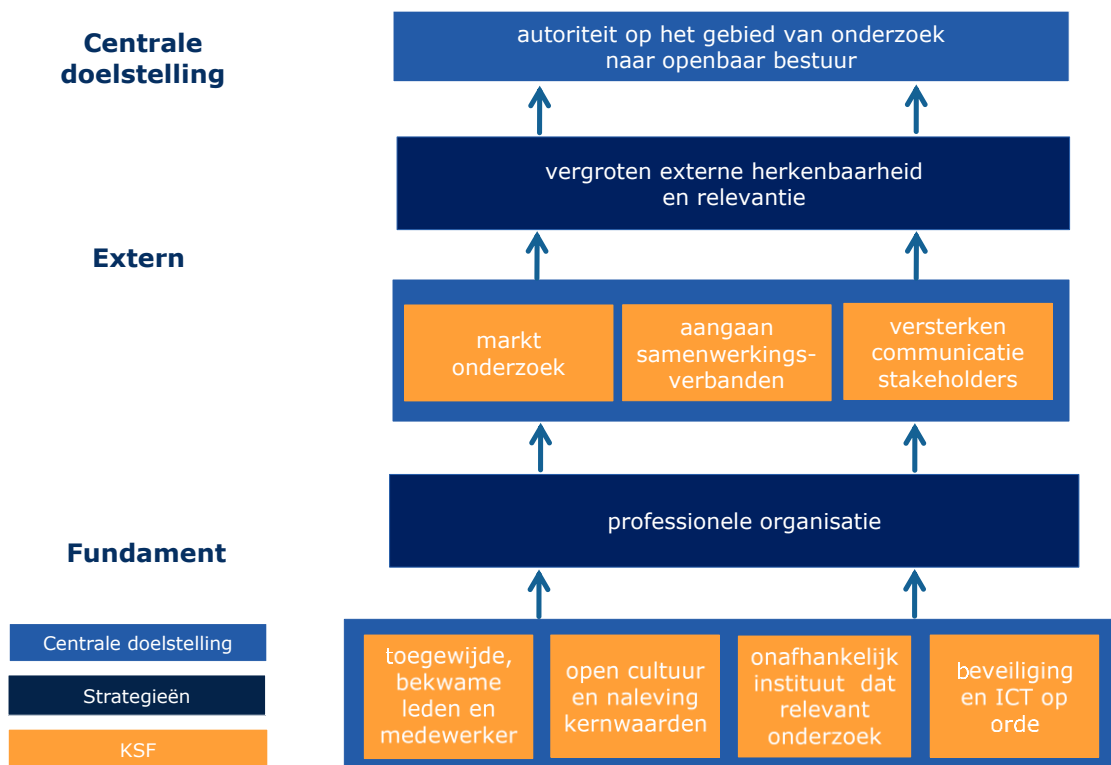 Centrale
doelstelling
autoriteit op het gebied van onderzoek
naar openbaar bestuur
vergroten externe herkenbaarheid
en relevantie
Extern
markt
onderzoek
aangaan
samenwerkings-
verbanden
versterken
communicatie
stakeholders
professionele organisatie
Fundament
Centrale doelstelling
Strategieën
KSF
toegewijde,
bekwame
leden en
medewerker
open cultuur
en naleving
kernwaarden
onafhankelijk
instituut dat
relevant
onderzoek
beveiliging
en ICT op
orde